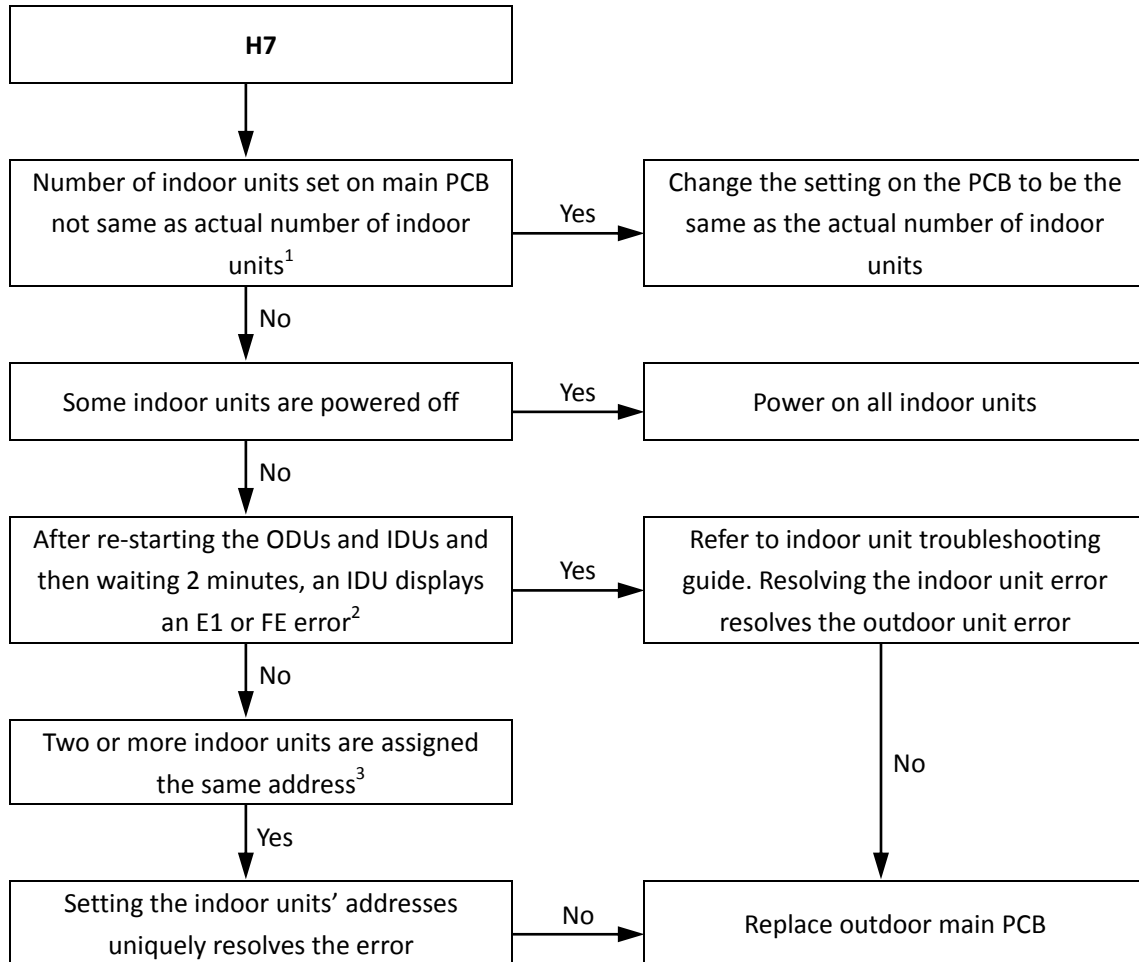 H7
Number of indoor units set on main PCB
not same as actual number of indoor
units¹
Yes
Change the setting on the PCB to be the
same as the actual number of indoor
units
No
Some indoor units are powered off
Yes
Power on all indoor units
No
After re-starting the ODUs and IDUs and
then waiting 2 minutes, an IDU displays
an E1 or FE error²
Yes
Refer to indoor unit troubleshooting
guide. Resolving the indoor unit error
resolves the outdoor unit error
No
Two or more indoor units are assigned
the same address³
No
Yes
Setting the indoor units’ addresses
uniquely resolves the error
No
Replace outdoor main PCB